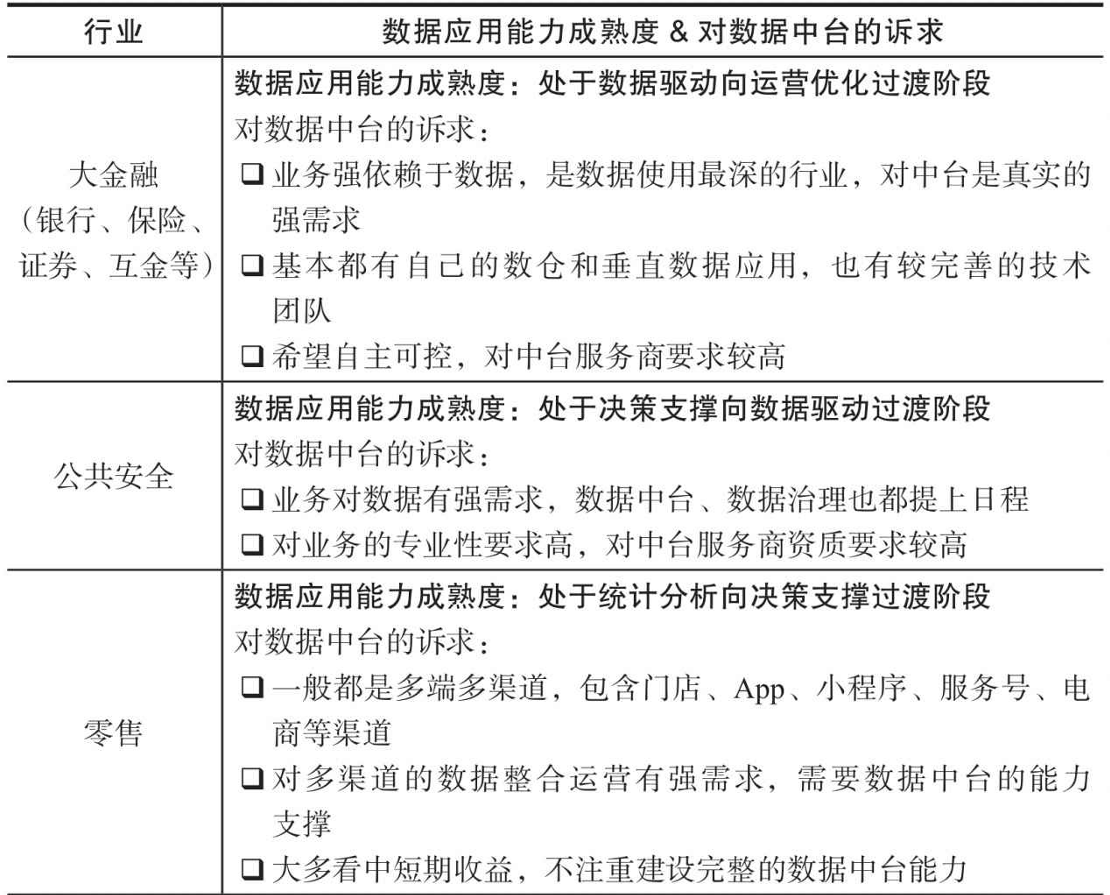 行业 数据应用能力成熟度 & 对数据中台的诉求
大金融
（银行、保险、
证券、互金等）
数据应用能力成熟度：处于数据驱动向运营优化过渡阶段
对数据中台的诉求：
❏ 业务强依赖于数据，是数据使用最深的行业，对中台是真实的
强需求
❏ 基本都有自己的数仓和垂直数据应用，也有较完善的技术
团队
❏ 希望自主可控，对中台服务商要求较高
公共安全
数据应用能力成熟度：处于决策支撑向数据驱动过渡阶段
对数据中台的诉求：
❏ 业务对数据有强需求，数据中台、数据治理也都提上日程
❏ 对业务的专业性要求高，对中台服务商资质要求较高
零售
数据应用能力成熟度：处于统计分析向决策支撑过渡阶段
对数据中台的诉求：
❏ 一般都是多端多渠道，包含门店、App、小程序、服务号、电
商等渠道
❏ 对多渠道的数据整合运营有强需求，需要数据中台的能力
支撑
❏ 大多看中短期收益，不注重建设完整的数据中台能力